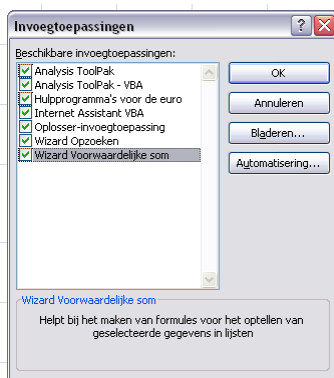 Invoegtoepassingen
Beschikbare invoegtoepassingen:
Analysis ToolPak
Analysis ToolPak - VBA
Hulpprogramma's voor de euro
Internet Assistant VBA
Oplosser-invoegtoepassing
Wizard Opzoeken
Wizard Voorwaardelijke som
OK
Annuleren
Bladeren...
Automatisering...
Wizard Voorwaardelijke som
Helpt bij het maken van formules voor het optellen van
geselecteerde gegevens in lijsten